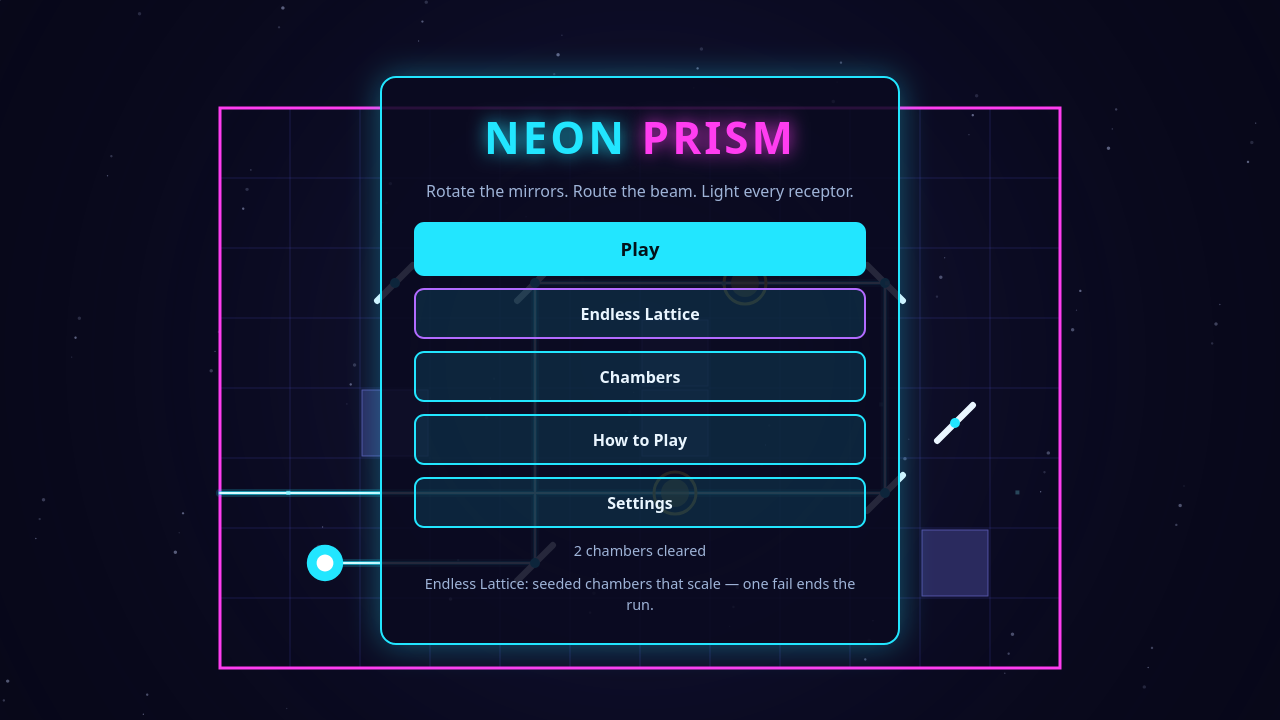 NEON PRISM
Rotate the mirrors. Route the beam. Light every receptor.
Play
Endless Lattice
Chambers
How to Play
Settings
2 chambers cleared
Endless Lattice: seeded chambers that scale — one fail ends the
run.